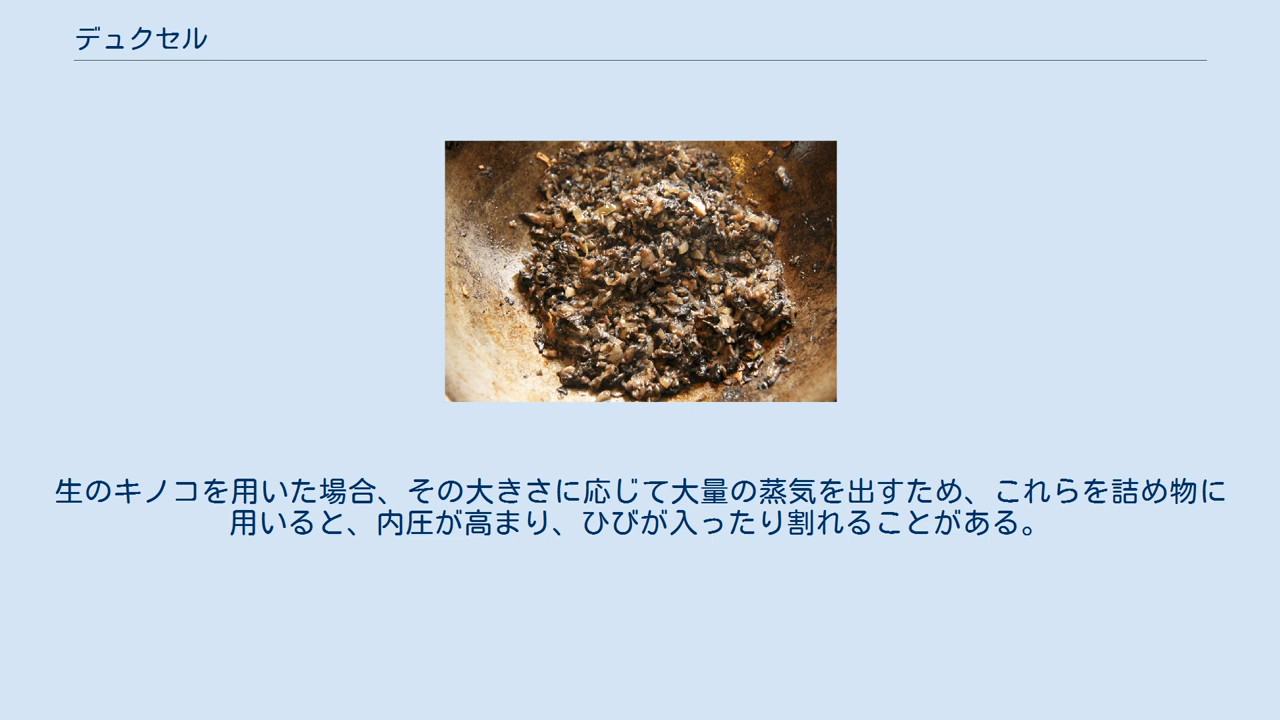 デュクセル
生のキノコを用いた場合、その大きさに応じて大量の蒸気を出すため、これらを詰め物に
用いると、内圧が高まり、ひびが入ったり割れることがある。